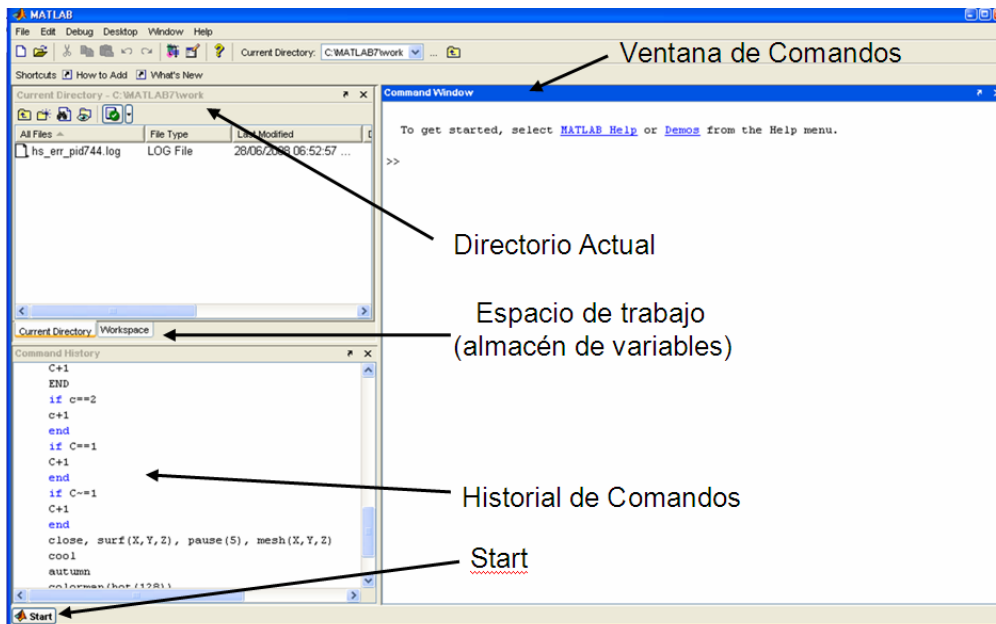 MATLAB
File Edit Debug Desktop Window Help
Current Directory: C:\MATLAB7\work
Shortcuts How to Add What's New
Ventana de Comandos
Current Directory - C:\MATLAB7\work
All Files File Type Last Modified
hs_err_pid744.log LOG File 28/06/2008 06:52:57 ...
Command Window
To get started, select MATLAB Help or Demos from the Help menu.
>>
Directorio Actual
Espacio de trabajo
(almacén de variables)
Current Directory Workspace
Command History
C+1
END
if c==2
c+1
end
if C==1
C+1
end
if C~=1
C+1
end
close, surf(X,Y,Z), pause(5), mesh(X,Y,Z)
cool
autumn
colormap(hot(128))
Historial de Comandos
Start
Start